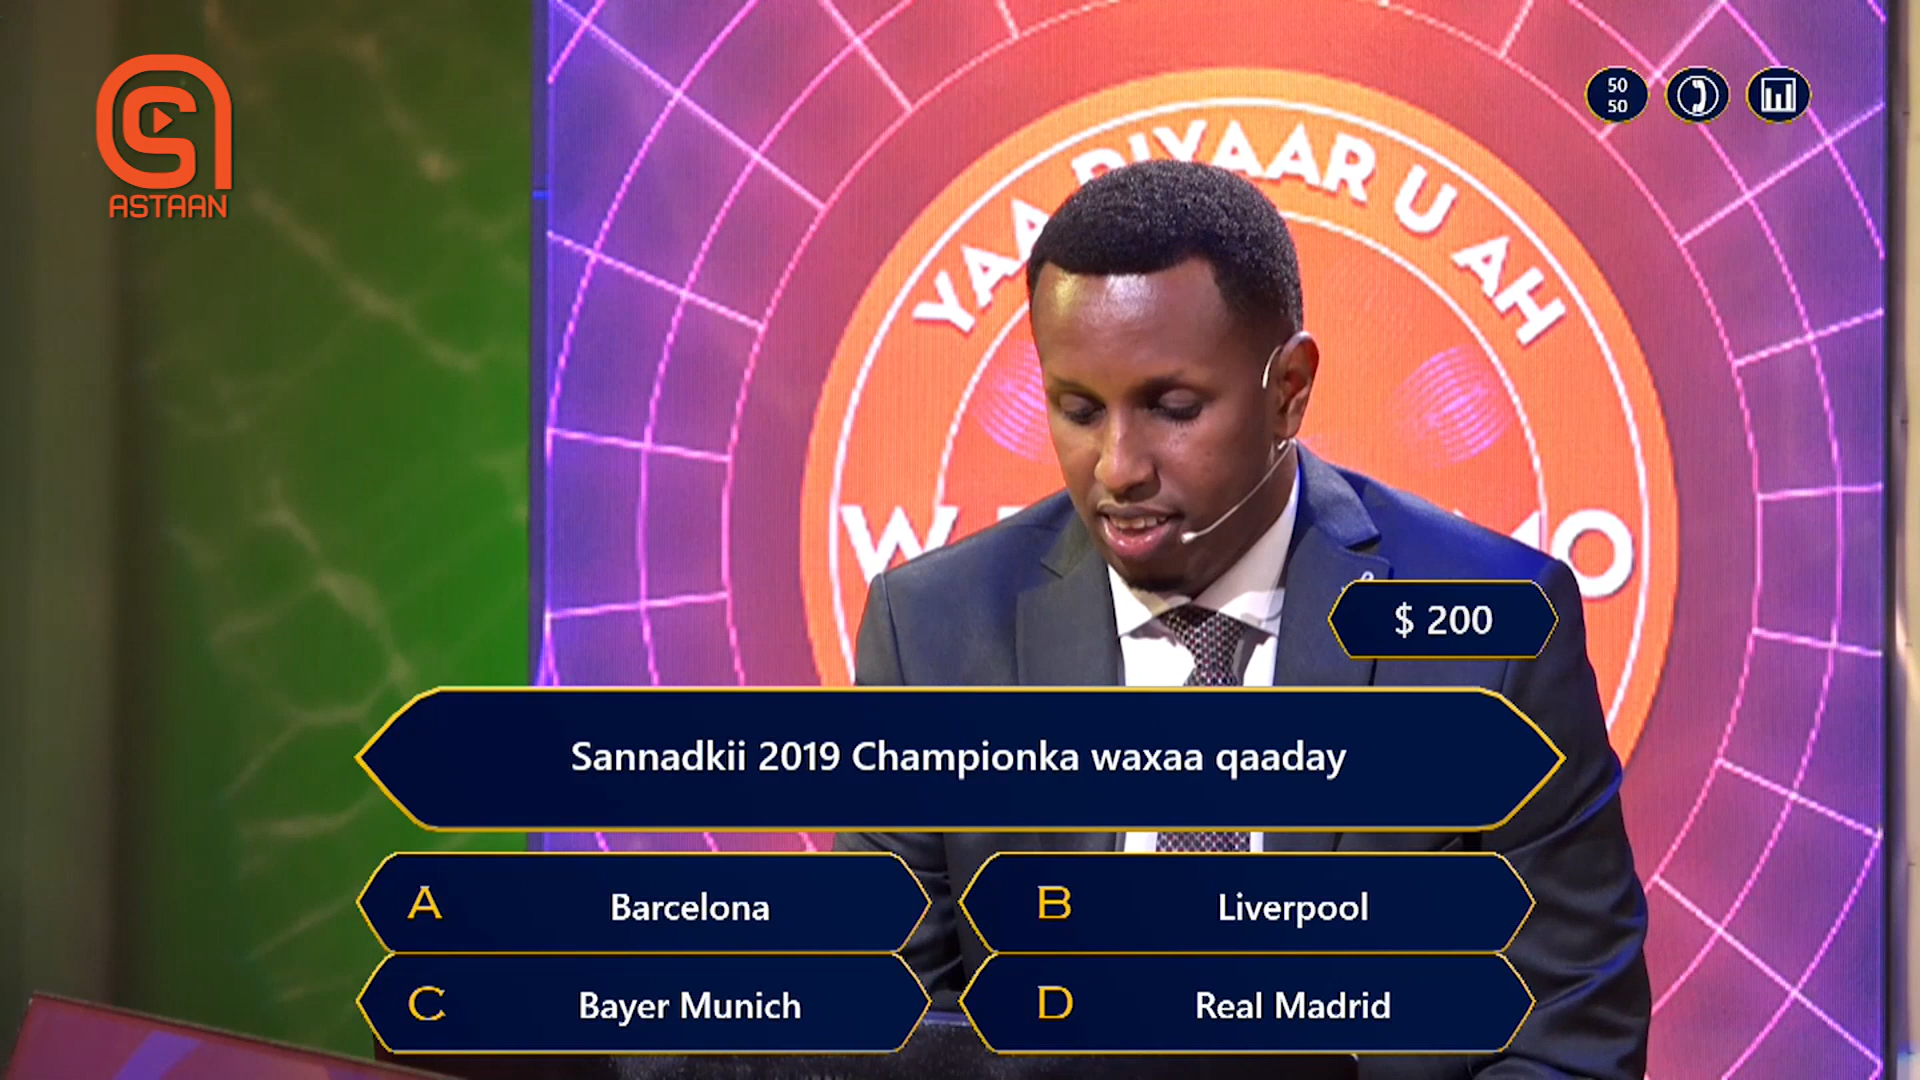 ASTAAN
50
50
YAA DIYAAR U AH
$ 200
Sannadkii 2019 Championka waxaa qaaday
A Barcelona
B Liverpool
C Bayer Munich
D Real Madrid